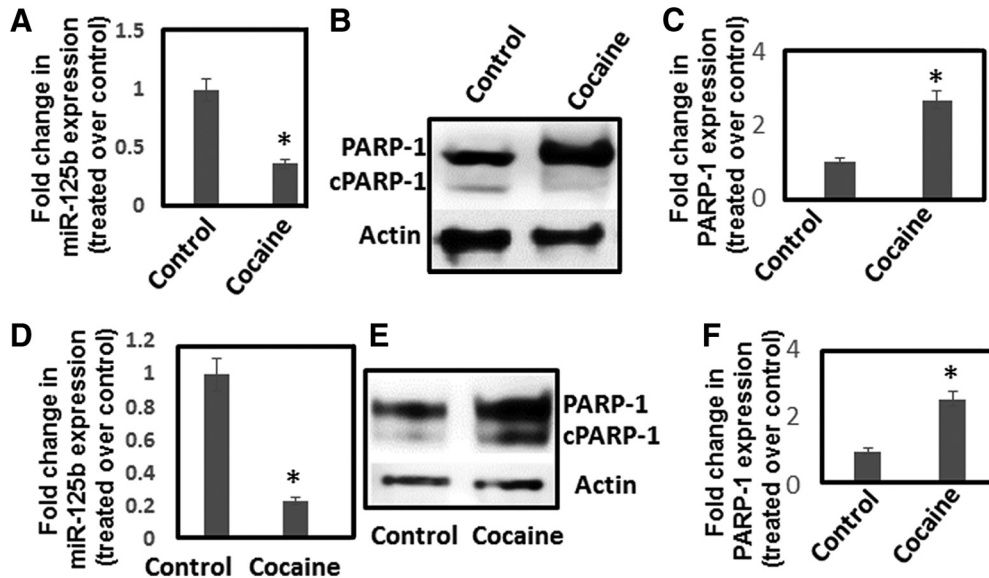 A
Fold change in
miR-125b expression
(treated over control)
1.5
1
0.5
0
*
Control
Cocaine
B
Control
Cocaine
PARP-1
cPARP-1
Actin
C
Fold change in
PARP-1 expression
(treated over control)
4
2
0
*
Control
Cocaine
D
Fold change in
miR-125b expression
(treated over control)
1.2
1
0.8
0.6
0.4
0.2
0
*
Control
Cocaine
E
PARP-1
cPARP-1
Actin
Control
Cocaine
F
Fold change in
PARP-1 expression
(treated over control)
4
2
0
*
Control
Cocaine